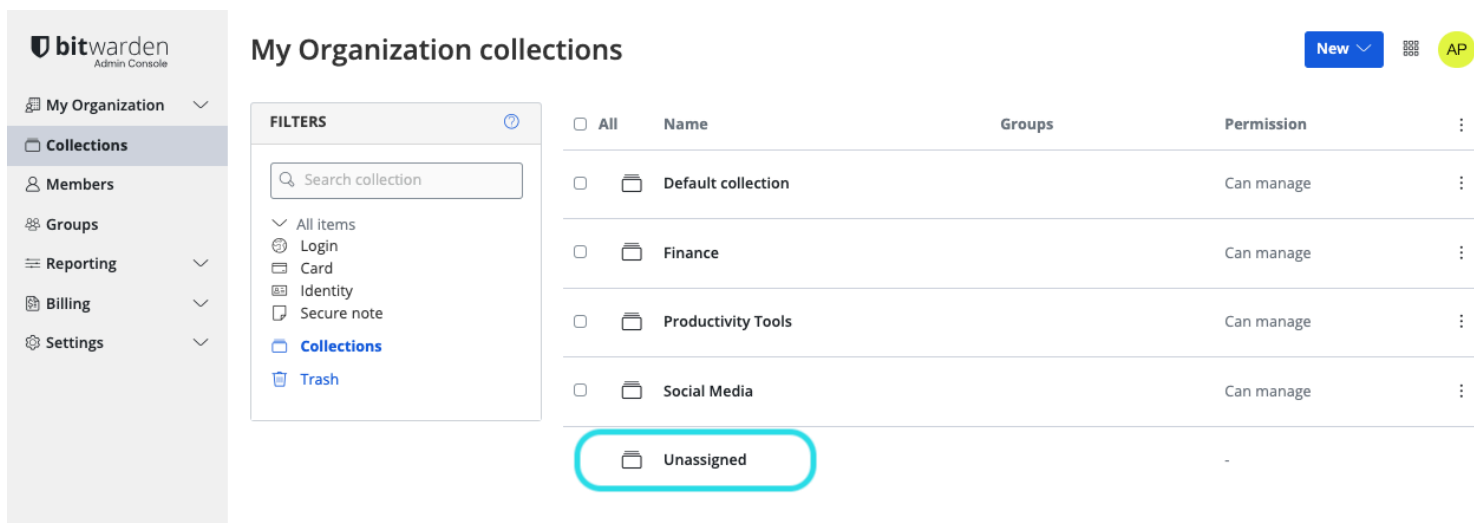 bitwarden
Admin Console
My Organization
Collections
Members
Groups
Reporting
Billing
Settings
My Organization collections
New
AP
FILTERS
Search collection
All items
Login
Card
Identity
Secure note
Collections
Trash
All Name Groups Permission
Default collection Can manage
Finance Can manage
Productivity Tools Can manage
Social Media Can manage
Unassigned -